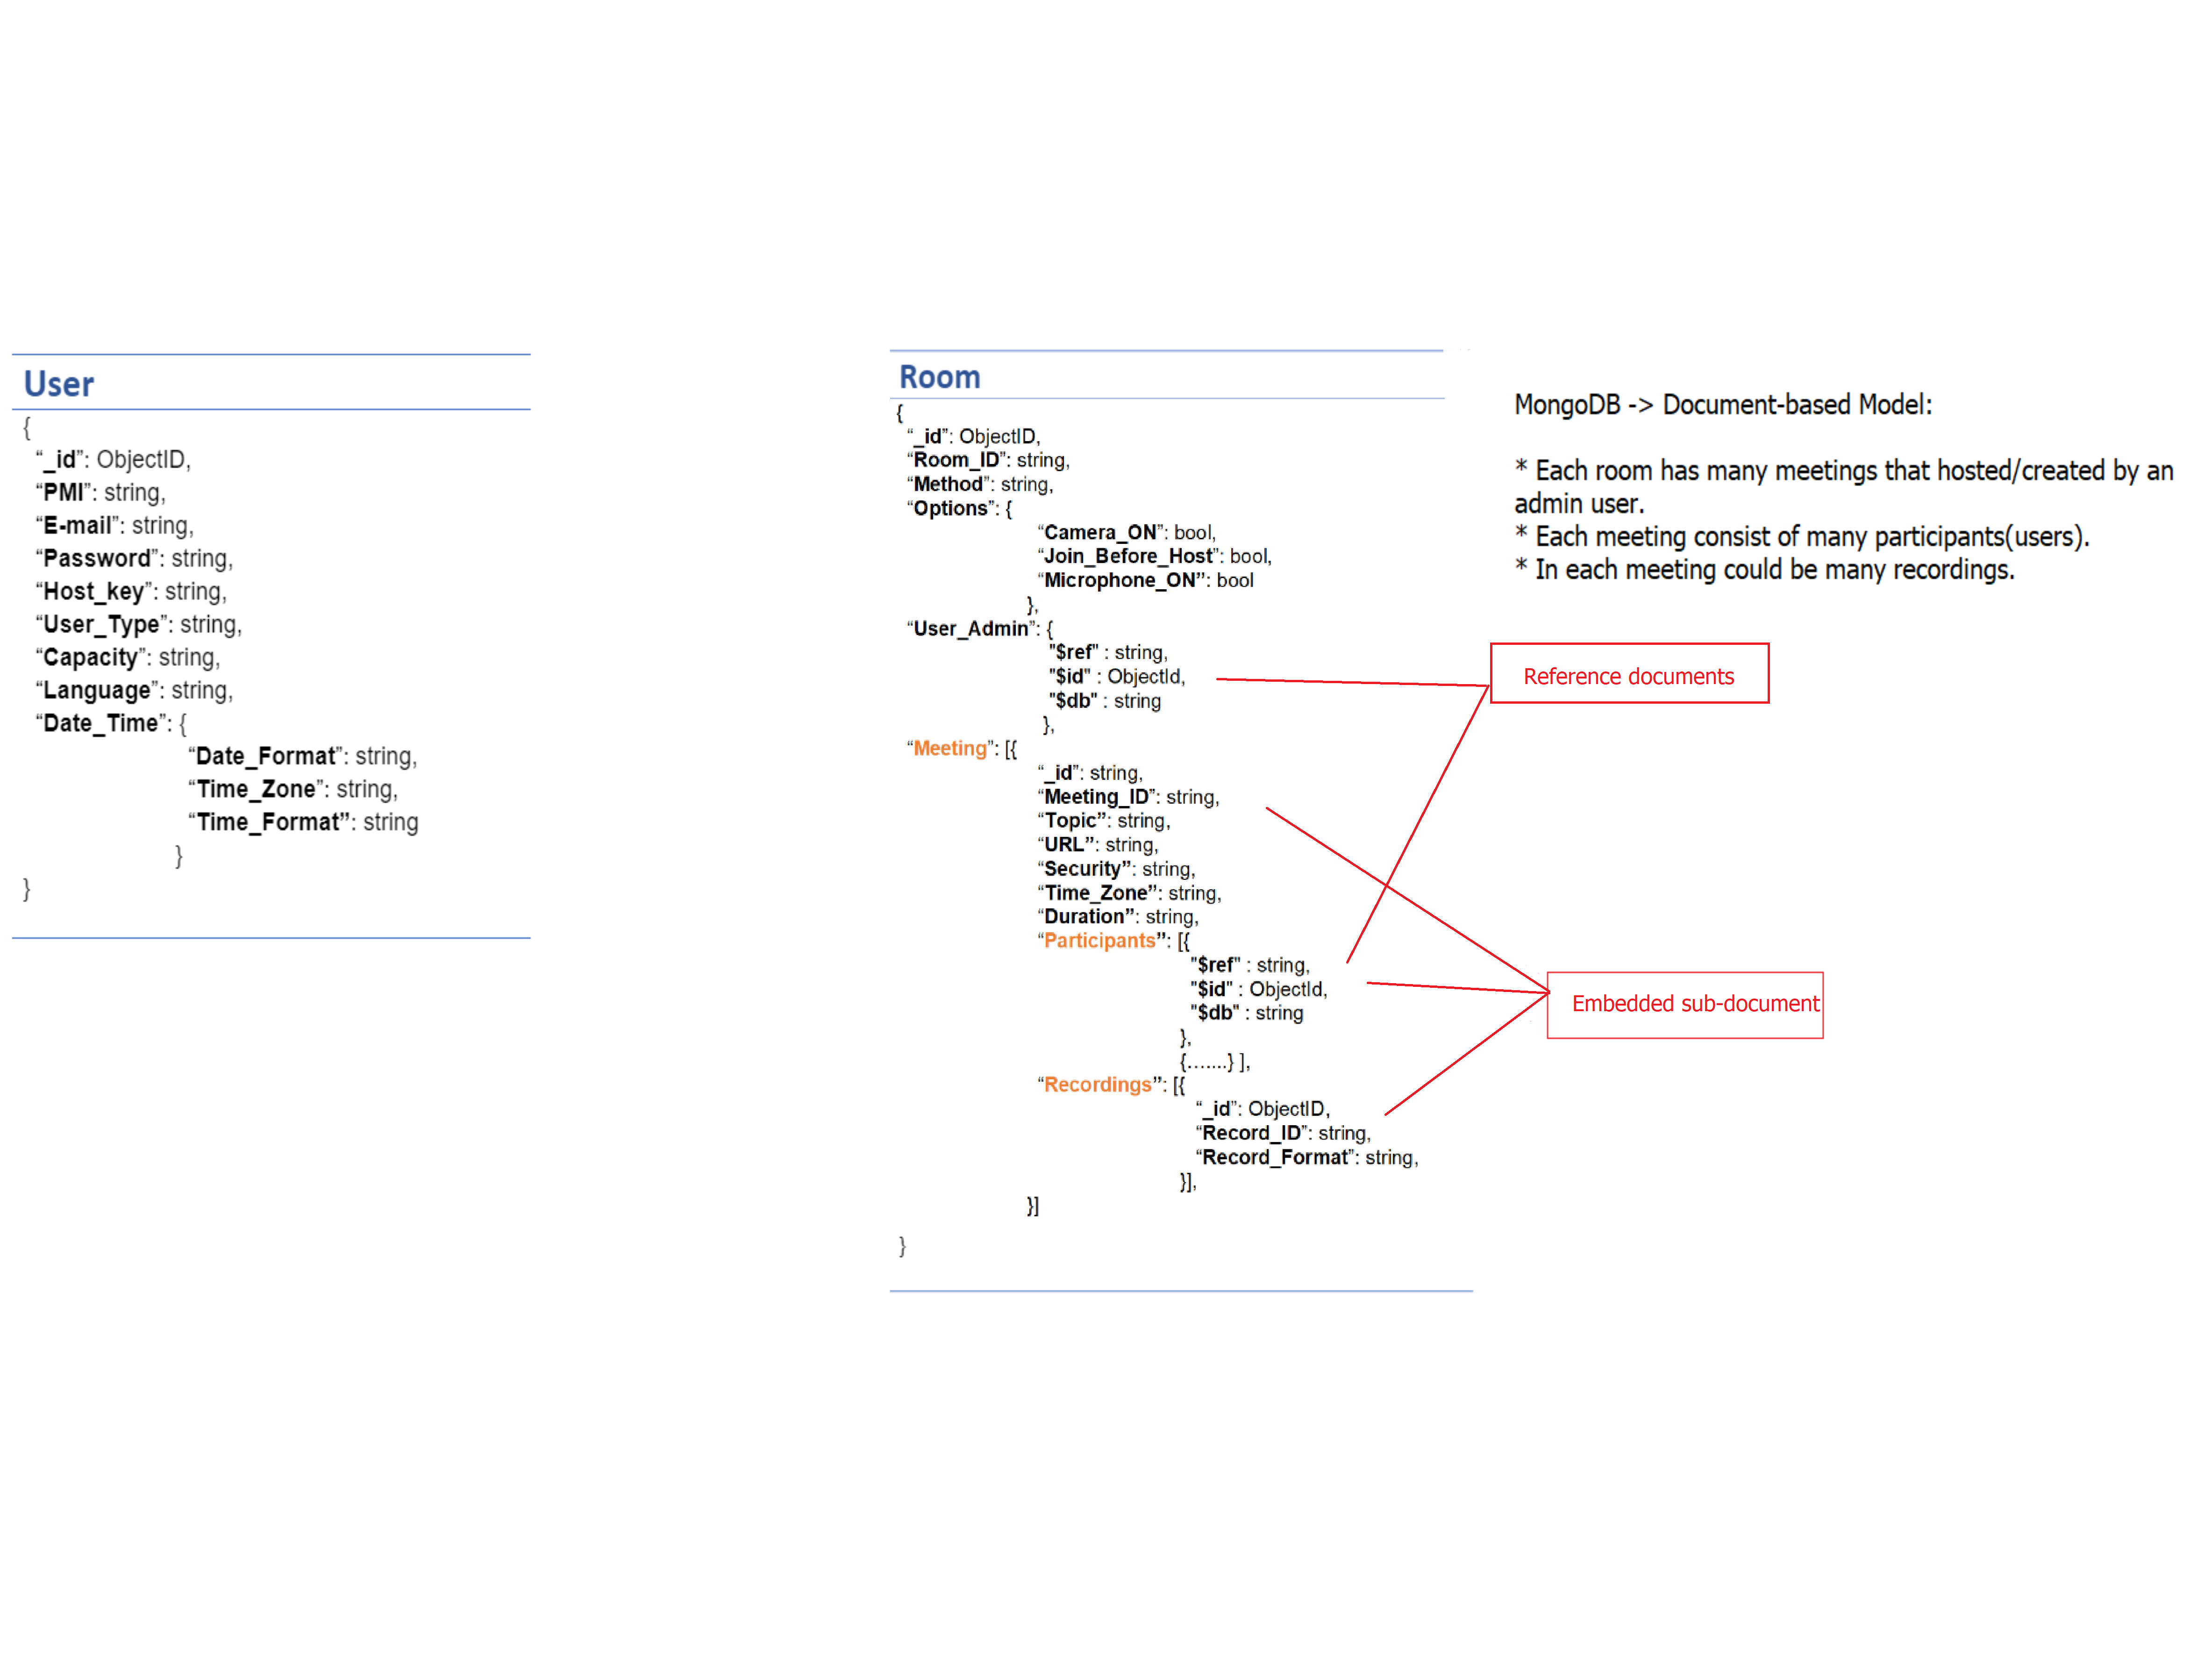 User
{
“_id”: ObjectID,
“PMI”: string,
“E-mail”: string,
“Password”: string,
“Host_key”: string,
“User_Type”: string,
“Capacity”: string,
“Language”: string,
“Date_Time”: {
“Date_Format”: string,
“Time_Zone”: string,
“Time_Format”: string
}
}
Room
{
“_id”: ObjectID,
“Room_ID”: string,
“Method”: string,
“Options”: {
“Camera_ON”: bool,
“Join_Before_Host”: bool,
“Microphone_ON”: bool
},
“User_Admin”: {
"$ref" : string,
"$id" : ObjectId,
"$db" : string
},
“Meeting”: [{
“_id”: string,
“Meeting_ID”: string,
“Topic”: string,
“URL”: string,
“Security”: string,
“Time_Zone”: string,
“Duration”: string,
“Participants”: [{
"$ref" : string,
"$id" : ObjectId,
"$db" : string
},
{.......} ],
“Recordings”: [{
“_id”: ObjectID,
“Record_ID”: string,
“Record_Format”: string,
}],
}]
}
MongoDB -> Document-based Model:
* Each room has many meetings that hosted/created by an
admin user.
* Each meeting consist of many participants(users).
* In each meeting could be many recordings.
Reference documents
Embedded sub-document